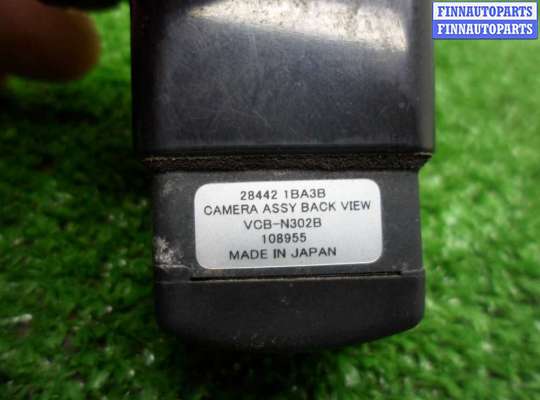 FINNAUTOPARTS
FINNAUTOPARTS
28442 1BA3B
CAMERA ASSY BACK VIEW
VCB-N302B
108955
MADE IN JAPAN